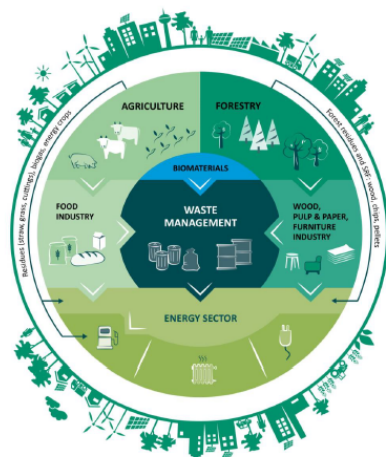 AGRICULTURE
FORESTRY
Residues (straw, grass, cuttings), biogas, energy crops
Forest residues and SRF: wood, chips, pellets
BIOMATERIALS
FOOD
INDUSTRY
WASTE
MANAGEMENT
WOOD,
PULP & PAPER,
FURNITURE
INDUSTRY
ENERGY SECTOR